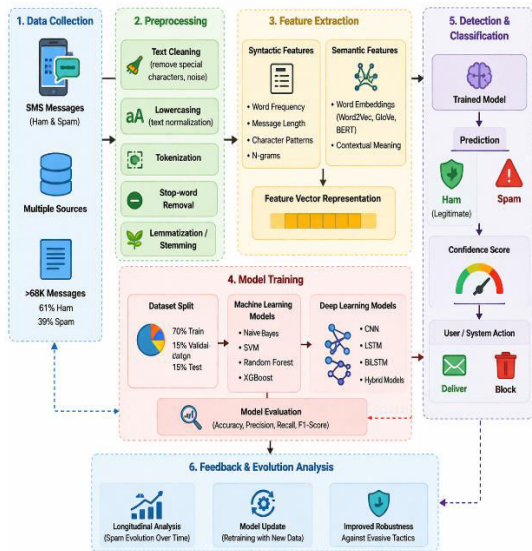 1. Data Collection
SMS Messages
(Ham & Spam)
Multiple Sources
>68K Messages
61% Ham
39% Spam
2. Preprocessing
Text Cleaning
(remove special
characters, noise)
aA
Lowercasing
(text normalization)
Tokenization
Stop-word
Removal
Lemmatization /
Stemming
3. Feature Extraction
Syntactic Features
• Word Frequency
• Message Length
• Character Patterns
• N-grams
Semantic Features
• Word Embeddings
(Word2Vec, GloVe,
BERT)
• Contextual Meaning
Feature Vector Representation
4. Model Training
Dataset Split
70% Train
15% Validai-
15% Test
Machine Learning
Models
• Naive Bayes
• SVM
• Random Forest
• XGBoost
Deep Learning Models
• CNN
• LSTM
• BiLSTM
• Hybrid Models
Model Evaluation
(Accuracy, Precision, Recall, F1-Score)
5. Detection &
Classification
Trained Model
Prediction
Ham
(Legitimate)
Spam
Confidence Score
User / System Action
Deliver
Block
6. Feedback & Evolution Analysis
Longitudinal Analysis
(Spam Evolution Over Time)
Model Update
(Retraining with New Data)
Improved Robustness
Against Evasive Tactics